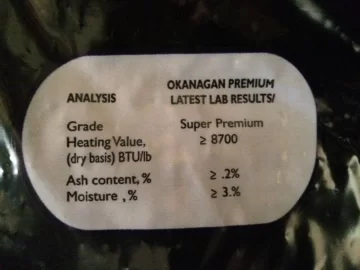 OKANAGAN PREMIUM
ANALYSIS LATEST LAB RESULTS/
Grade Super Premium
Heating Value, ≥ 8700
(dry basis) BTU/lb
Ash content, % ≥ .2%
Moisture , % ≥ 3.%